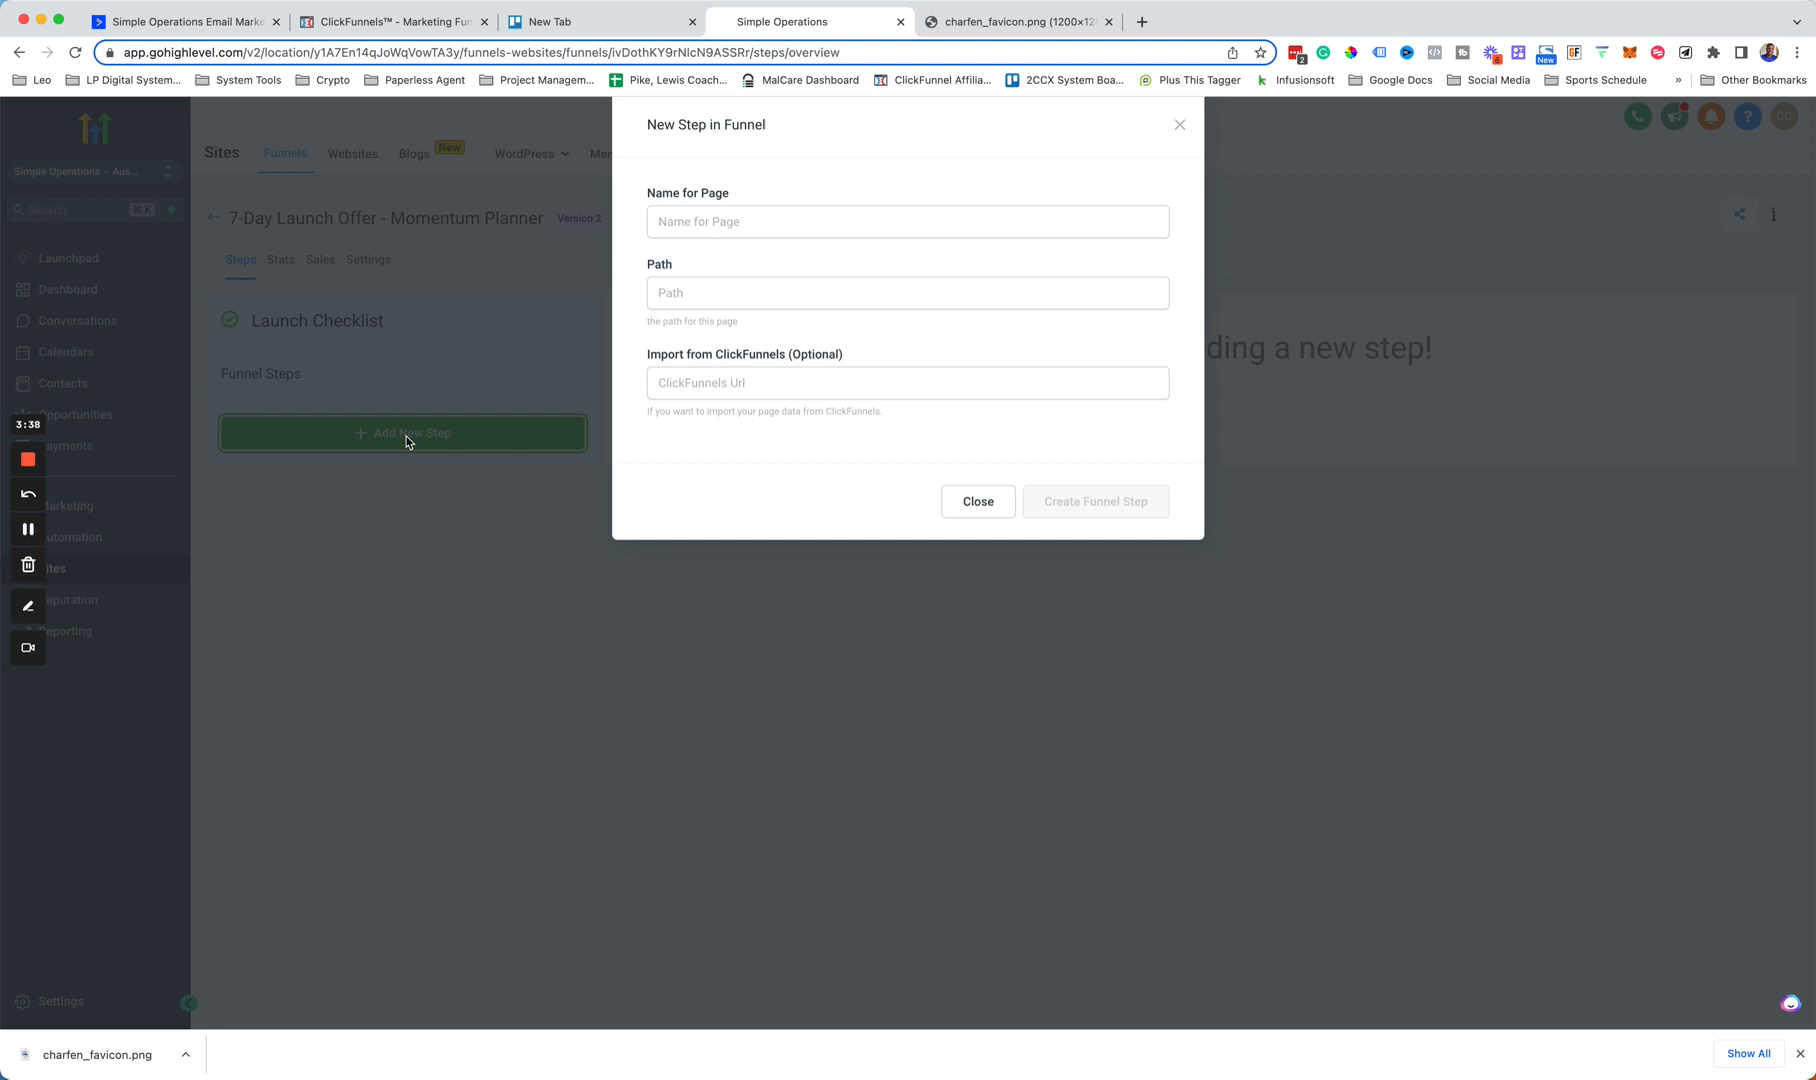 Simple Operations Email Marke
ClickFunnels™ - Marketing Fun
New Tab
Simple Operations
charfen_favicon.png (1200×12
app.gohighlevel.com/v2/location/y1A7En14qJoWqVowTA3y/funnels-websites/funnels/ivDothKY9rNlcN9ASSRr/steps/overview
2
6
New
GF
Leo
LP Digital System...
System Tools
Crypto
Paperless Agent
Project Managem...
Pike, Lewis Coach...
MalCare Dashboard
ClickFunnel Affilia...
2CCX System Boa...
Plus This Tagger
Infusionsoft
Google Docs
Social Media
Sports Schedule
»
Other Bookmarks
Simple Operations – Aus...
Search
⌘ K
Launchpad
Dashboard
Conversations
Calendars
Contacts
Opportunities
ayments
3:38
arketing
utomation
ites
eputation
eporting
Settings
Sites
Funnels
Websites
Blogs
New
WordPress
Mem
CC
7-Day Launch Offer - Momentum Planner
Version 2
Steps
Stats
Sales
Settings
Launch Checklist
Funnel Steps
+ Add New Step
ding a new step!
New Step in Funnel
Name for Page
Name for Page
Path
Path
the path for this page
Import from ClickFunnels (Optional)
ClickFunnels Url
If you want to import your page data from ClickFunnels.
Close
Create Funnel Step
charfen_favicon.png
Show All